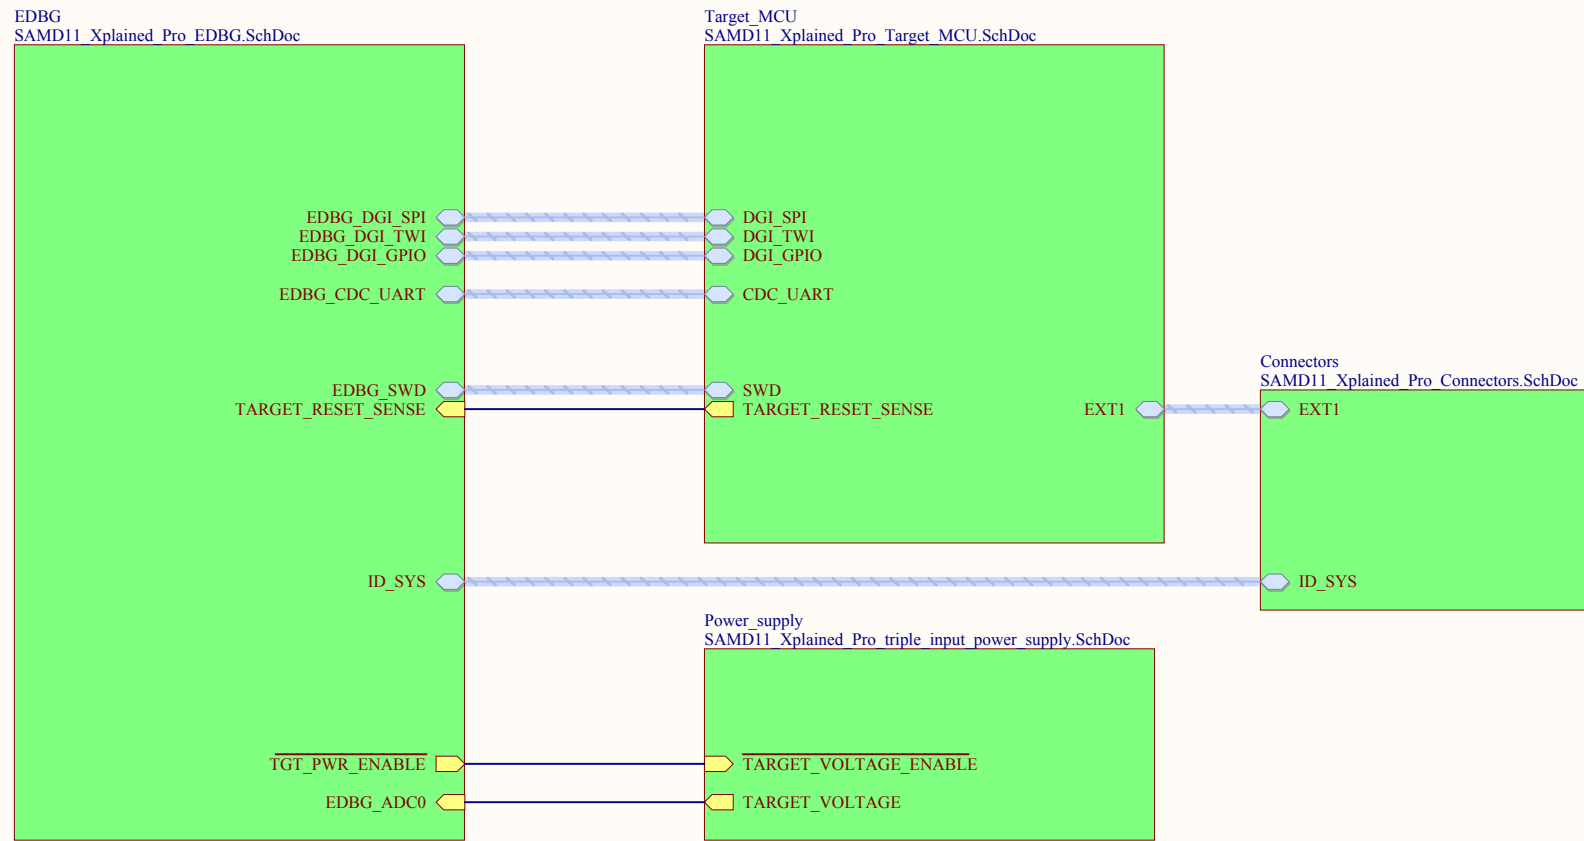 EDBG
SAMD11_Xplained_Pro_EDBG.SchDoc
EDBG_DGI_SPI
EDBG_DGI_TWI
EDBG_DGI_GPIO
EDBG_CDC_UART
EDBG_SWD
TARGET_RESET_SENSE
ID_SYS
TGT_PWR_ENABLE
EDBG_ADC0
Target_MCU
SAMD11_Xplained_Pro_Target_MCU.SchDoc
DGI_SPI
DGI_TWI
DGI_GPIO
CDC_UART
SWD
TARGET_RESET_SENSE
EXT1
Connectors
SAMD11_Xplained_Pro_Connectors.SchDoc
EXT1
ID_SYS
Power_supply
SAMD11_Xplained_Pro_triple_input_power_supply.SchDoc
TARGET_VOLTAGE_ENABLE
TARGET_VOLTAGE